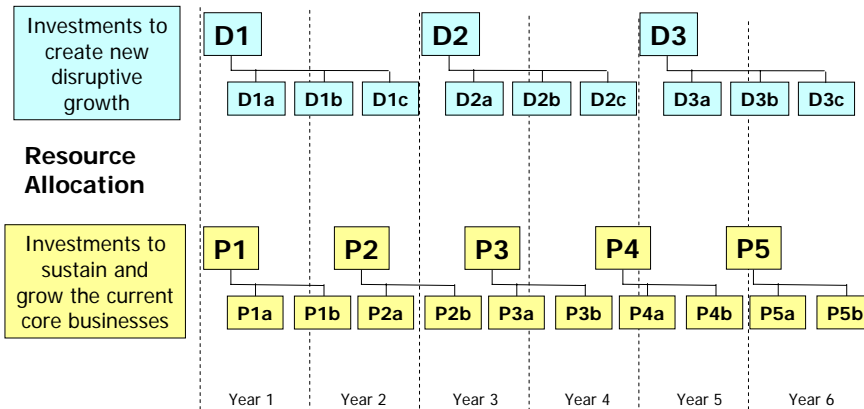 Investments to
create new
disruptive
growth
D1 D2 D3
D1a D1b D1c D2a D2b D2c D3a D3b D3c
Resource
Allocation
Investments to
sustain and
grow the current
core businesses
P1 P2 P3 P4 P5
P1a P1b P2a P2b P3a P3b P4a P4b P5a P5b
Year 1 Year 2 Year 3 Year 4 Year 5 Year 6